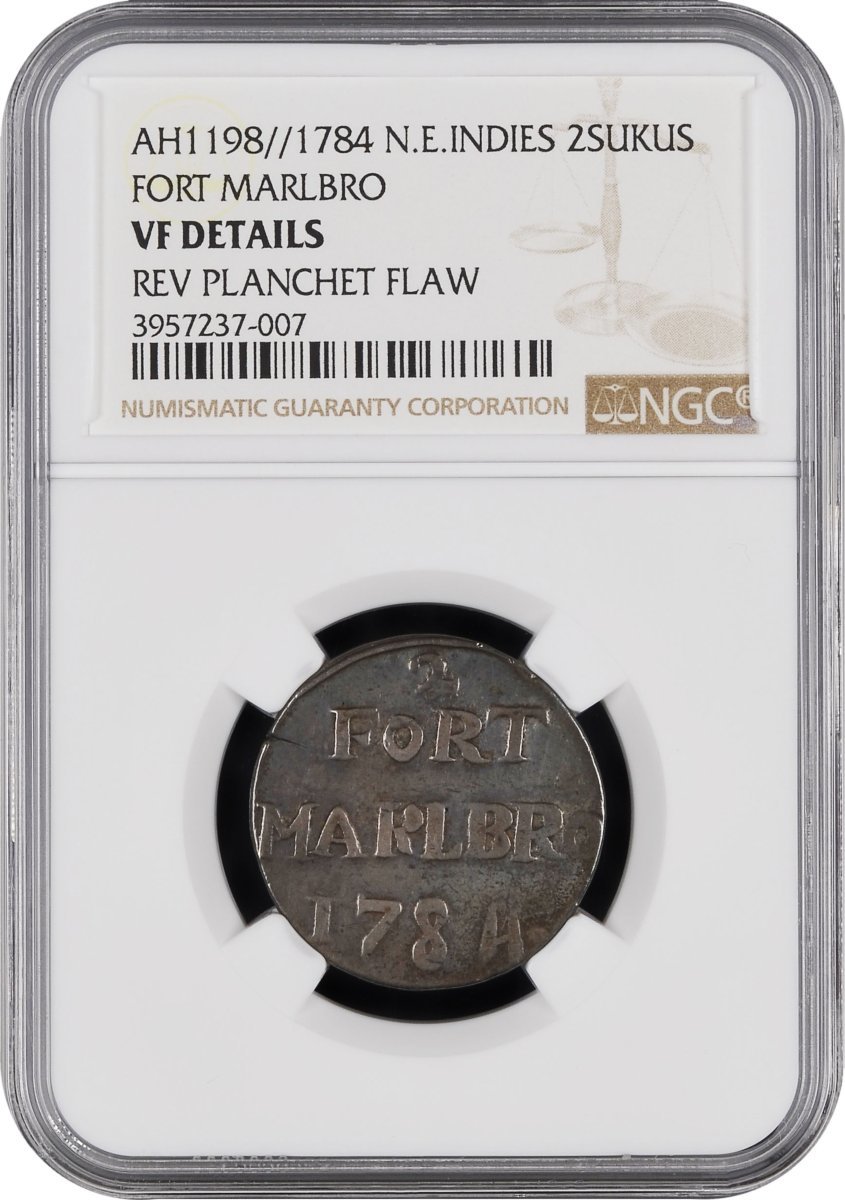 AH1198//1784 N.E.INDIES 2SUKUS
FORT MARLBRO
VF DETAILS
REV PLANCHET FLAW
3957237-007
NUMISMATIC GUARANTY CORPORATION
NGC®
2
FORT
MARLBRO
1784.